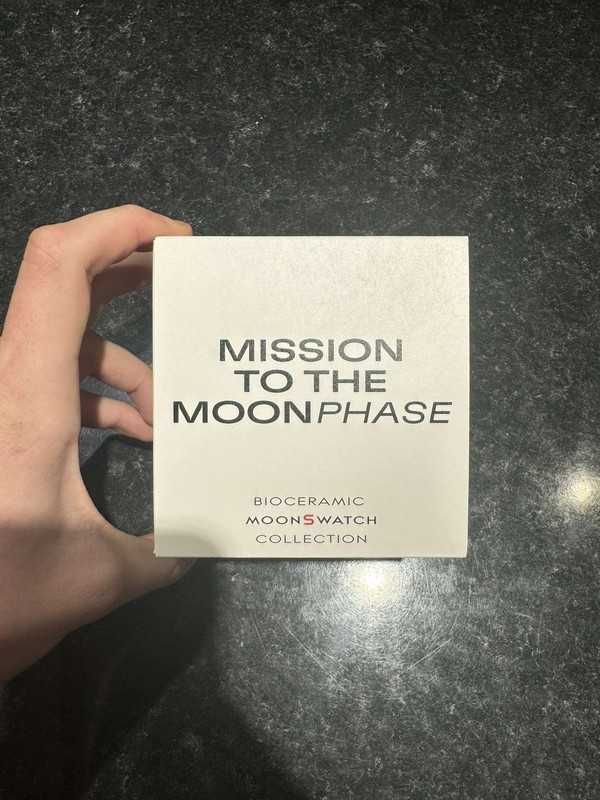 MISSION
TO THE
MOONPHASE
BIOCERAMIC
MOONSWATCH
COLLECTION